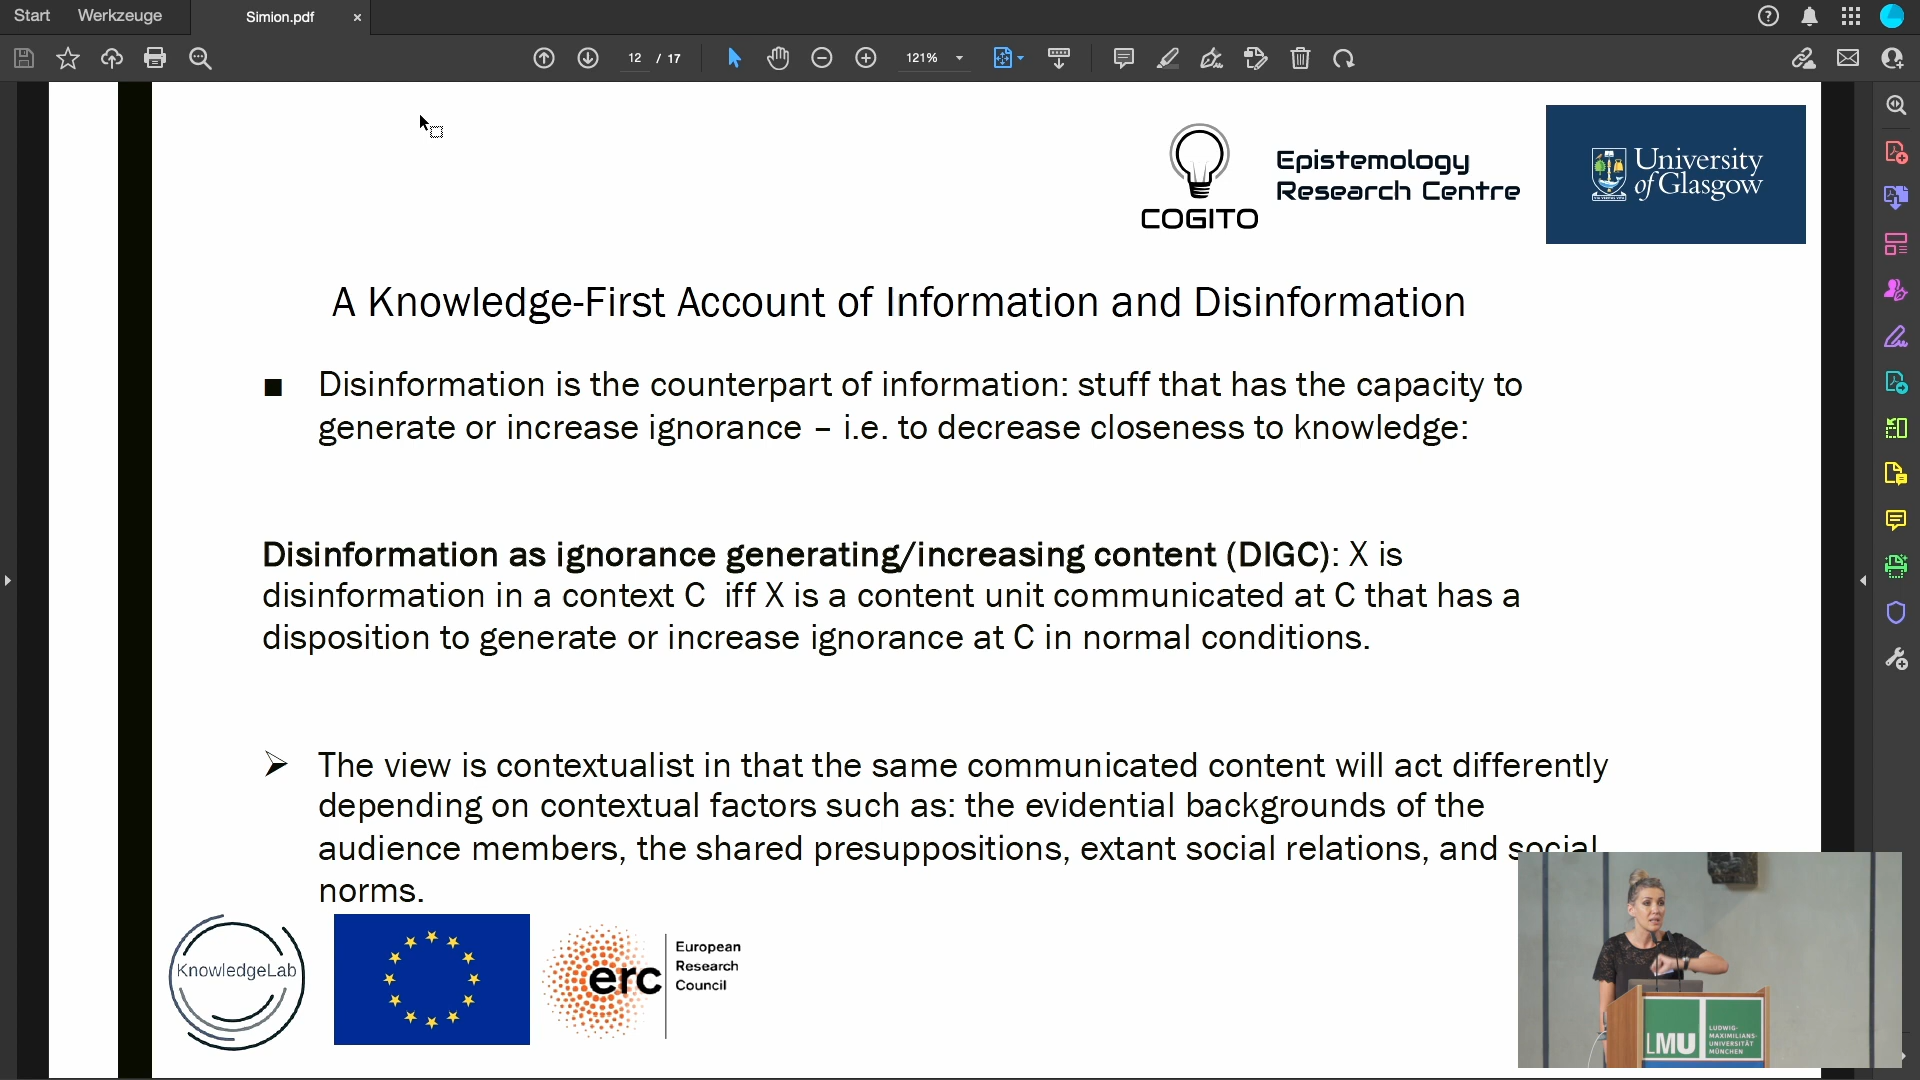 Start Werkzeuge Simion.pdf ×
12 / 17 121%
COGITO
Epistemology
Research Centre
University
of Glasgow
A Knowledge-First Account of Information and Disinformation
■ Disinformation is the counterpart of information: stuff that has the capacity to
generate or increase ignorance – i.e. to decrease closeness to knowledge:
Disinformation as ignorance generating/increasing content (DIGC): X is
disinformation in a context C iff X is a content unit communicated at C that has a
disposition to generate or increase ignorance at C in normal conditions.
➢ The view is contextualist in that the same communicated content will act differently
depending on contextual factors such as: the evidential backgrounds of the
audience members, the shared presuppositions, extant social relations, and social
norms.
KnowledgeLab
erc
European
Research
Council
LMU
LUDWIG-
MAXIMILIANS-
UNIVERSITÄT
MÜNCHEN